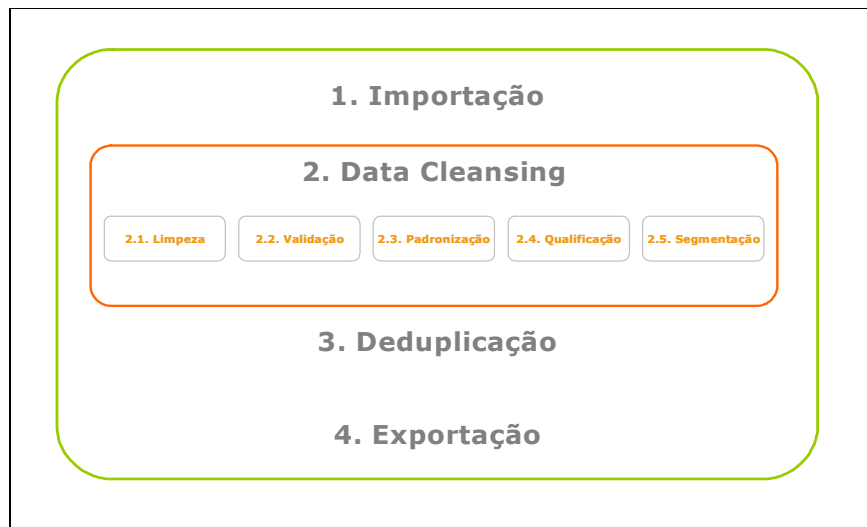 1. Importação
2. Data Cleansing
2.1. Limpeza
2.2. Validação
2.3. Padronização
2.4. Qualificação
2.5. Segmentação
3. Deduplicação
4. Exportação